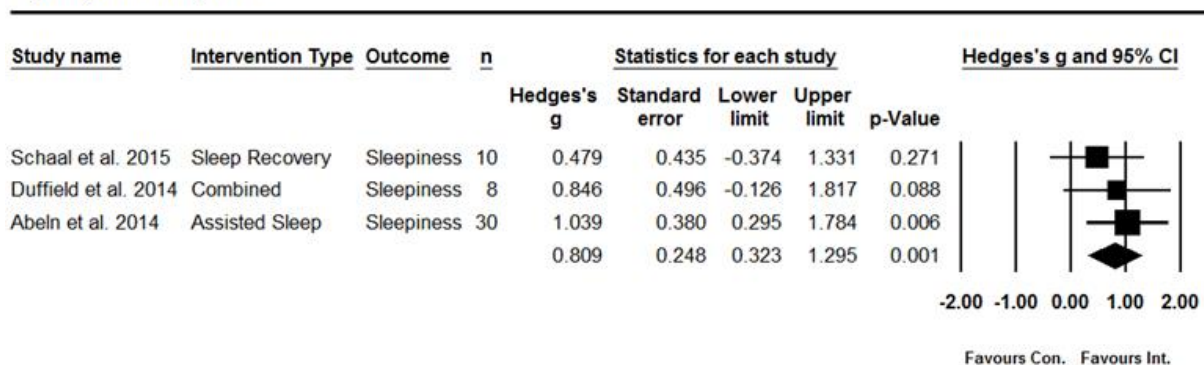 Study name Intervention Type Outcome n Statistics for each study Hedges's g and 95% CI
Hedges's g Standard error Lower limit Upper limit p-Value
Schaal et al. 2015 Sleep Recovery Sleepiness 10 0.479 0.435 -0.374 1.331 0.271
Duffield et al. 2014 Combined Sleepiness 8 0.846 0.496 -0.126 1.817 0.088
Abeln et al. 2014 Assisted Sleep Sleepiness 30 1.039 0.380 0.295 1.784 0.006
0.809 0.248 0.323 1.295 0.001
-2.00 -1.00 0.00 1.00 2.00
Favours Con. Favours Int.